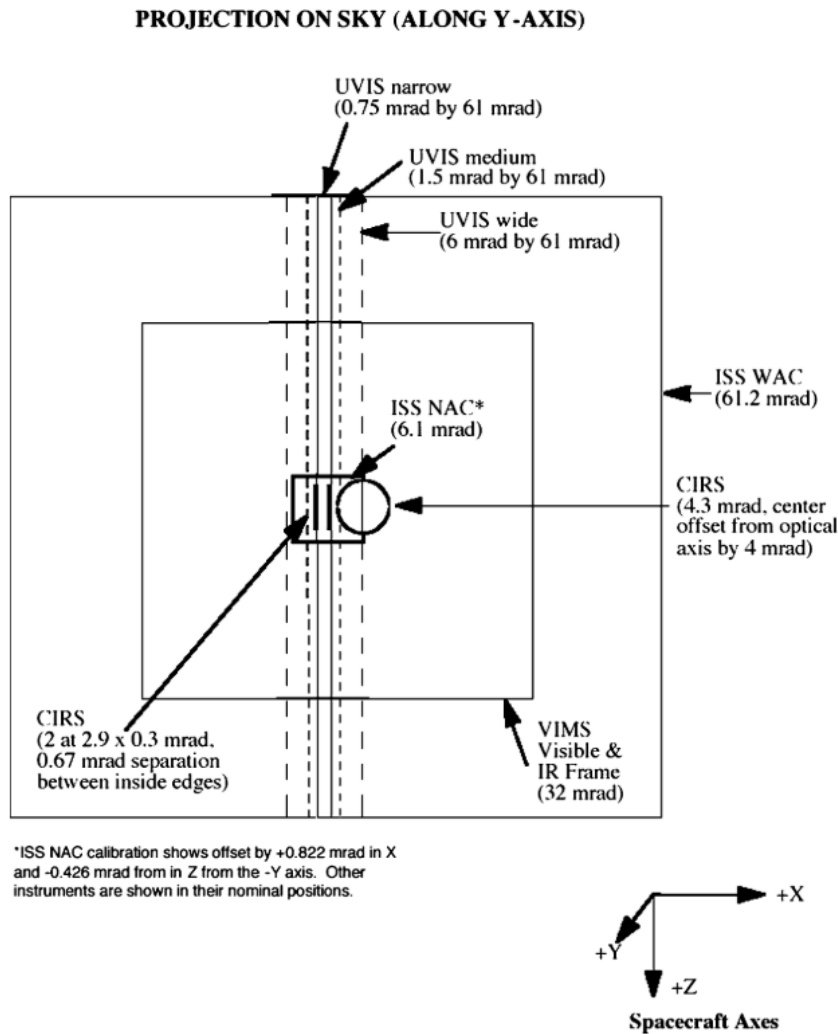 PROJECTION ON SKY (ALONG Y-AXIS)
UVIS narrow
(0.75 mrad by 61 mrad)
UVIS medium
(1.5 mrad by 61 mrad)
UVIS wide
(6 mrad by 61 mrad)
ISS WAC
(61.2 mrad)
ISS NAC*
(6.1 mrad)
CIRS
(4.3 mrad, center
offset from optical
axis by 4 mrad)
CIRS
(2 at 2.9 x 0.3 mrad,
0.67 mrad separation
between inside edges)
VIMS
Visible &
IR Frame
(32 mrad)
*ISS NAC calibration shows offset by +0.822 mrad in X
and -0.426 mrad from in Z from the -Y axis. Other
instruments are shown in their nominal positions.
+X
+Y
+Z
Spacecraft Axes